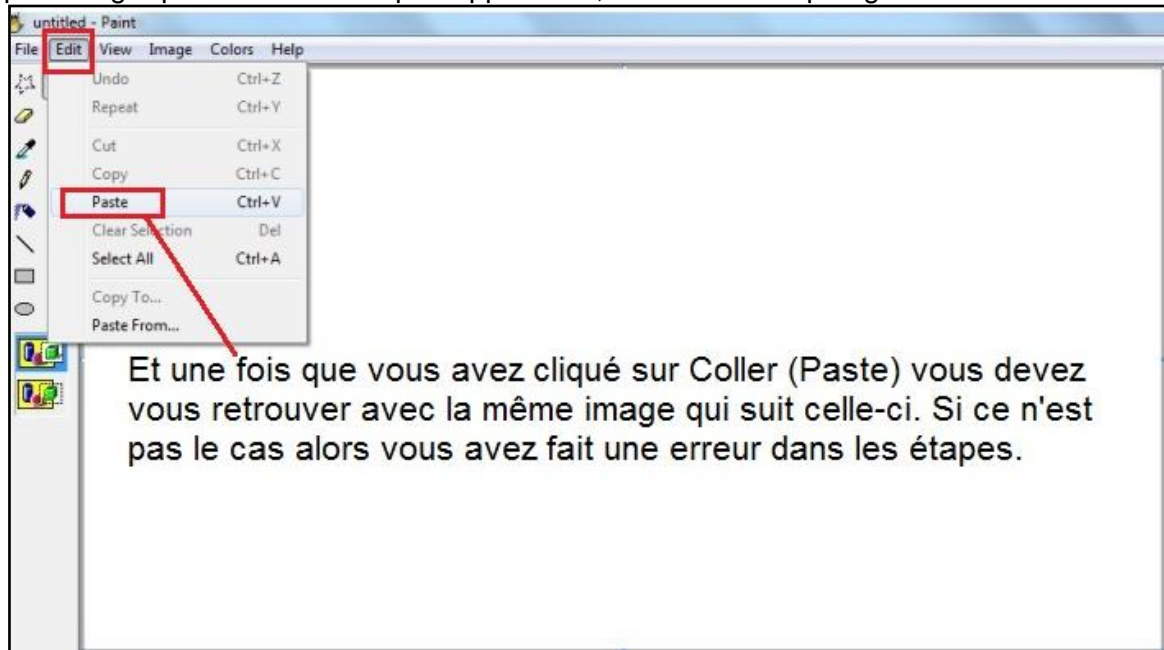 untitled - Paint
File Edit View Image Colors Help
Undo Ctrl+Z
Repeat Ctrl+Y
Cut Ctrl+X
Copy Ctrl+C
Paste Ctrl+V
Clear Selection Del
Select All Ctrl+A
Copy To...
Paste From...
Et une fois que vous avez cliqué sur Coller (Paste) vous devez
vous retrouver avec la même image qui suit celle-ci. Si ce n'est
pas le cas alors vous avez fait une erreur dans les étapes.